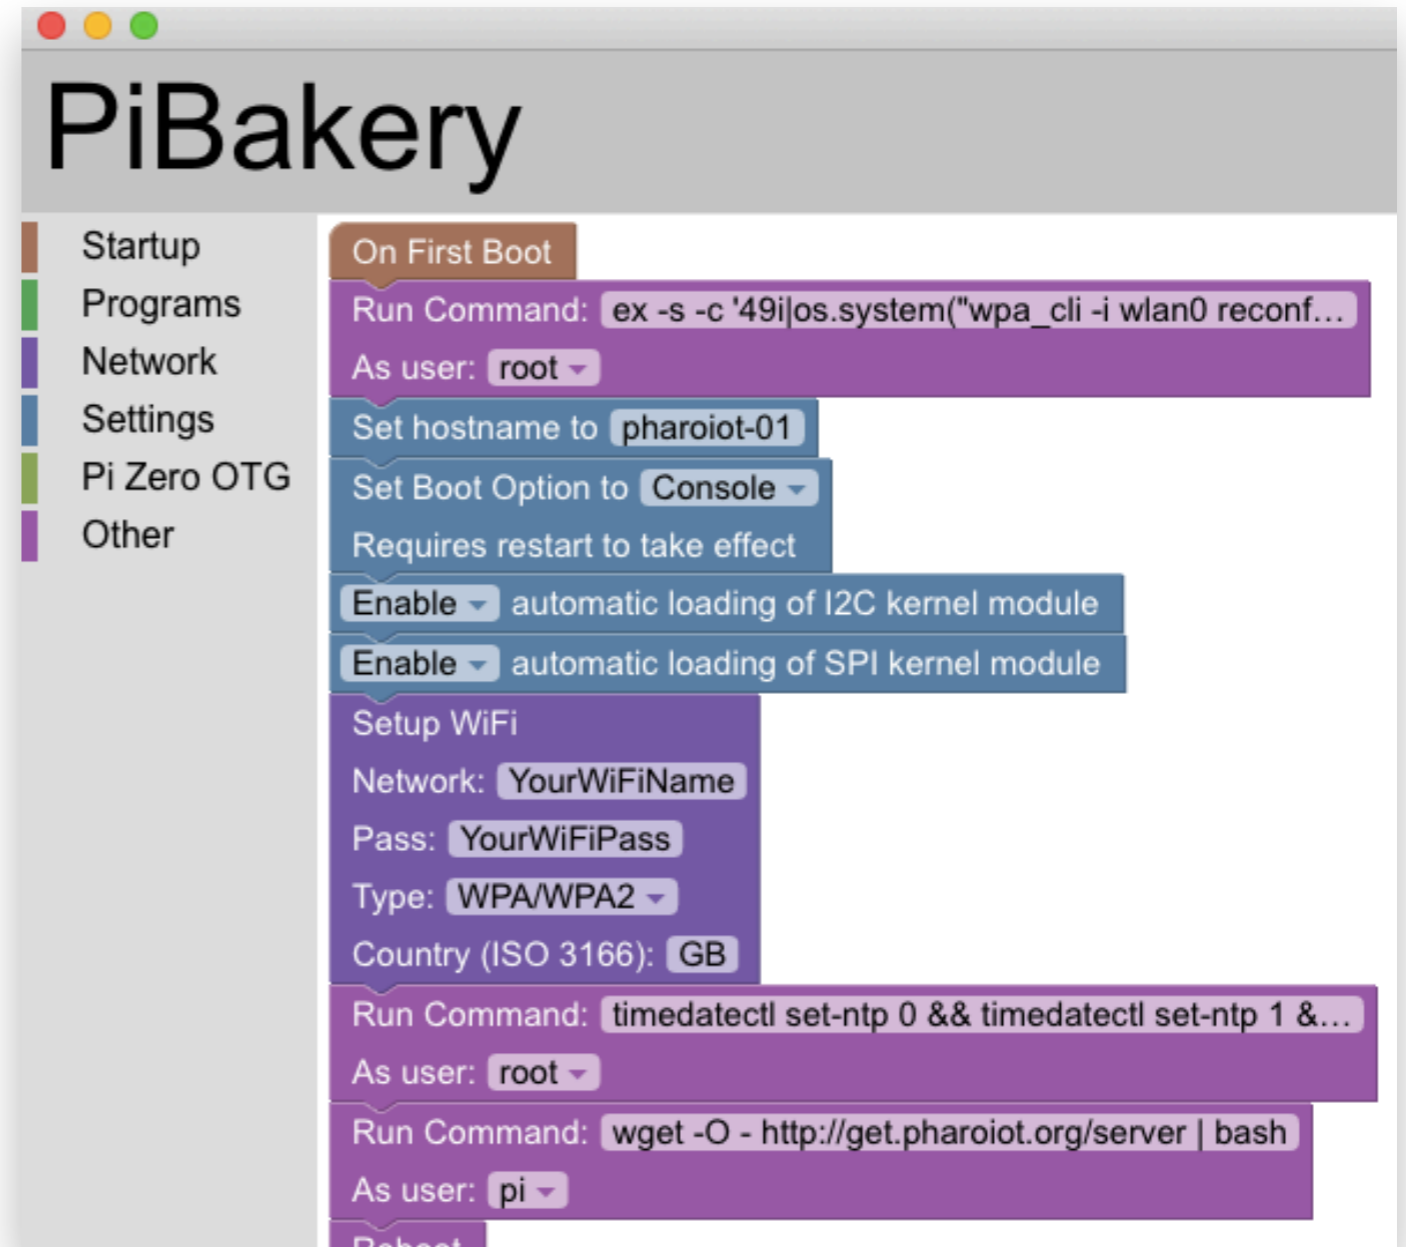 PiBakery
Startup
Programs
Network
Settings
Pi Zero OTG
Other
On First Boot
Run Command: ex -s -c '49i|os.system("wpa_cli -i wlan0 reconf...
As user: root
Set hostname to pharoiot-01
Set Boot Option to Console
Requires restart to take effect
Enable automatic loading of I2C kernel module
Enable automatic loading of SPI kernel module
Setup WiFi
Network: YourWiFiName
Pass: YourWiFiPass
Type: WPA/WPA2
Country (ISO 3166): GB
Run Command: timedatectl set-ntp 0 && timedatectl set-ntp 1 &...
As user: root
Run Command: wget -O - http://get.pharoiot.org/server | bash
As user: pi
Reboot